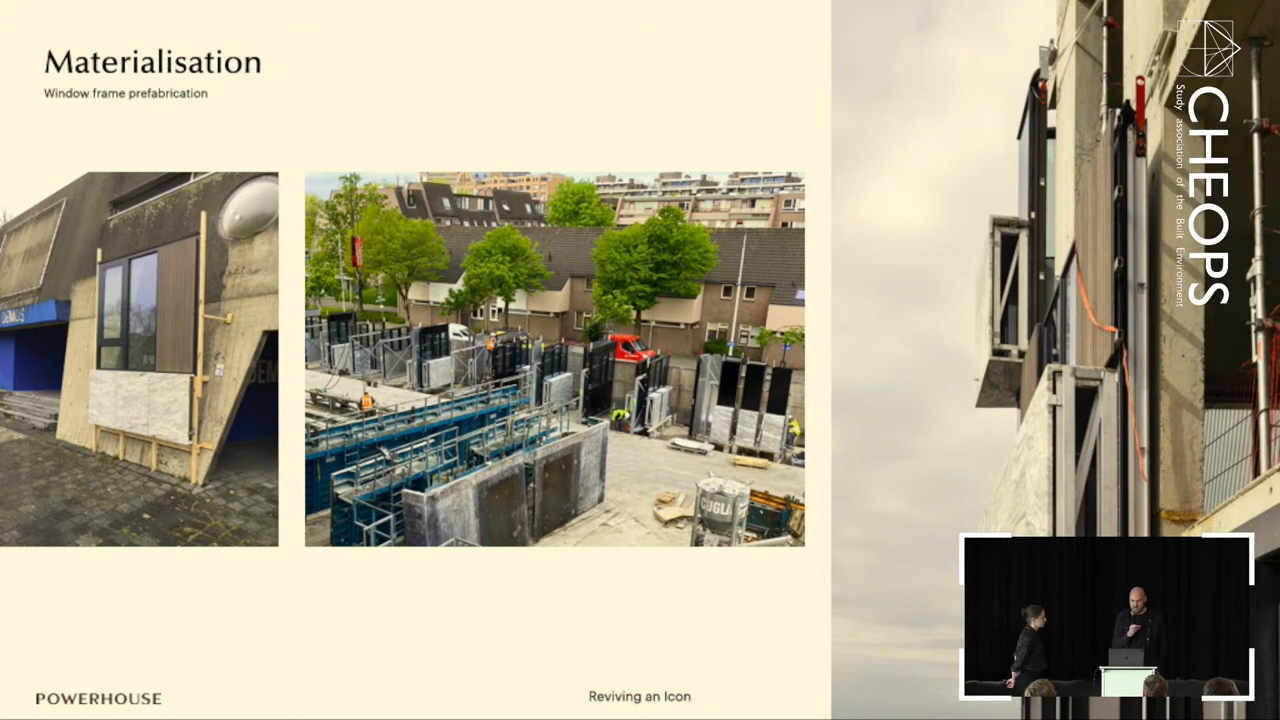 Materialisation
Window frame prefabrication
CHEOPS
Study association of the Built Environment
POWERHOUSE
Reviving an Icon